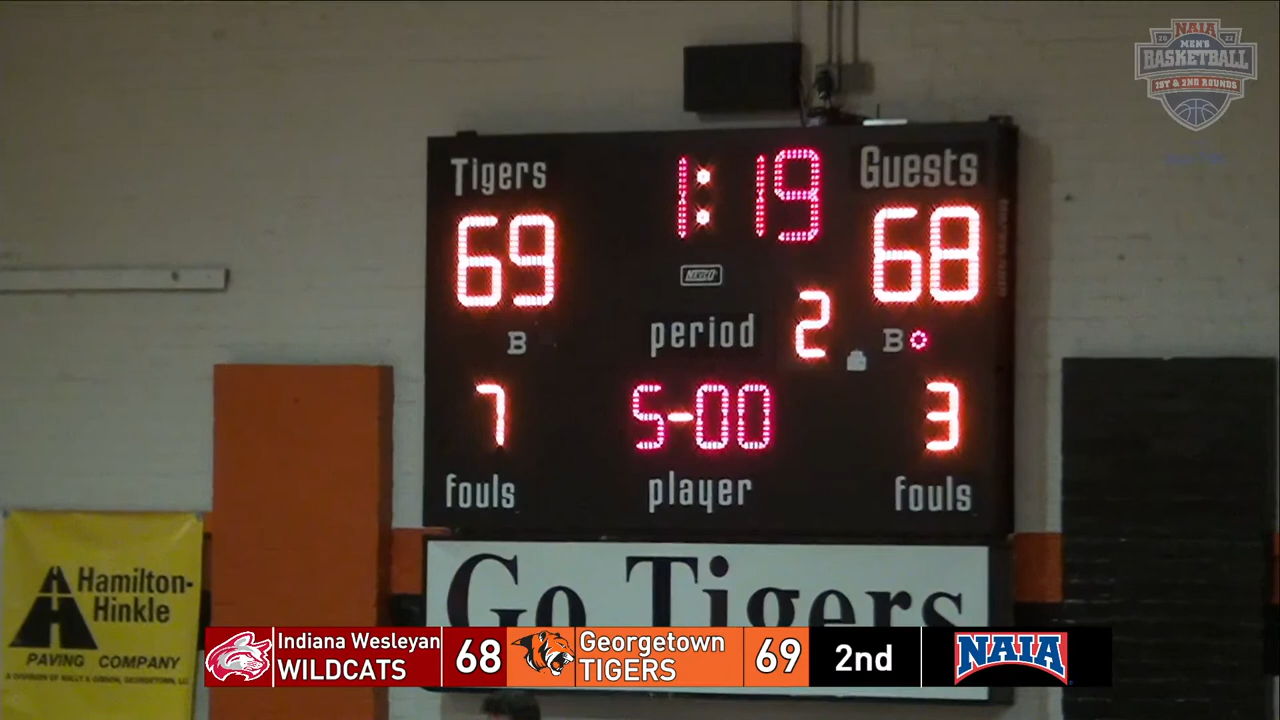 NAIA
2022
MEN'S
BASKETBALL
1ST & 2ND ROUNDS
Tigers 1:19 Guests
69 68
B period 2 B
7 5-00 3
fouls player fouls
Go Tigers
Hamilton-
Hinkle
PAVING COMPANY
Indiana Wesleyan
WILDCATS
68
Georgetown
TIGERS
69
2nd
NAIA